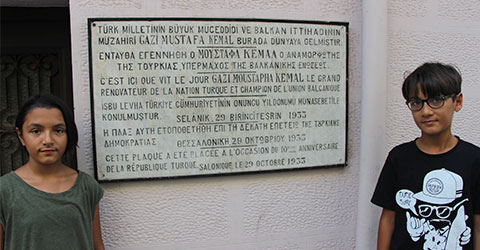 TÜRK MİLLETİNİN BÜYÜK MÜCEDDİDİ VE BALKAN İTTİHADININ
MÜZAHİRİ GAZİ MUSTAFA KEMAL BURADA DÜNYAYA GELMİŞTİR.
ΕΝΤΑΥΘΑ ΕΓΕΝΝΗΘΗ Ο ΜΟΥΣΤΑΦΑ ΚΕΜΑΛ Ο ΑΝΑΜΟΡΦΩΤΗΣ
ΤΗΣ ΤΟΥΡΚΙΑΣ, ΥΠΕΡΜΑΧΟΣ ΤΗΣ ΒΑΛΚΑΝΙΚΗΣ ΕΝΩΣΕΩΣ.
C'EST ICI QUE VIT LE JOUR GAZI MOUSTAPHA KEMAL LE GRAND
RENOVATEUR DE LA NATION TURQUE ET CHAMPION DE L'UNION BALCANIQUE
İŞBU LEVHA TÜRKİYE CÜMHURİYETİNİN ONUNCU YILDÖNÜMÜ MÜNASEBETİLE
KONULMUŞTUR. SELANİK, 29 BİRİNCİTEŞRİN 1933
Η ΠΛΑΞ ΑΥΤΗ ΕΤΟΠΟΘΕΤΗΘΗ ΕΠΙ ΤΗ ΔΕΚΑΤΗ ΕΠΕΤΕΙΩ ΤΗΣ ΤΟΥΡΚΙΚΗΣ
ΔΗΜΟΚΡΑΤΙΑΣ ΘΕΣΣΑΛΟΝΙΚΗ 29 ΟΚΤΩΒΡΙΟΥ 1933
CETTE PLAQUE A ÉTÉ PLACÉE A L'OCCASION DU 10ème ANNIVERSAIRE
DE LA RÉPUBLIQUE TURQUE. SALONIQUE LE 29 OCTOBRE 1933